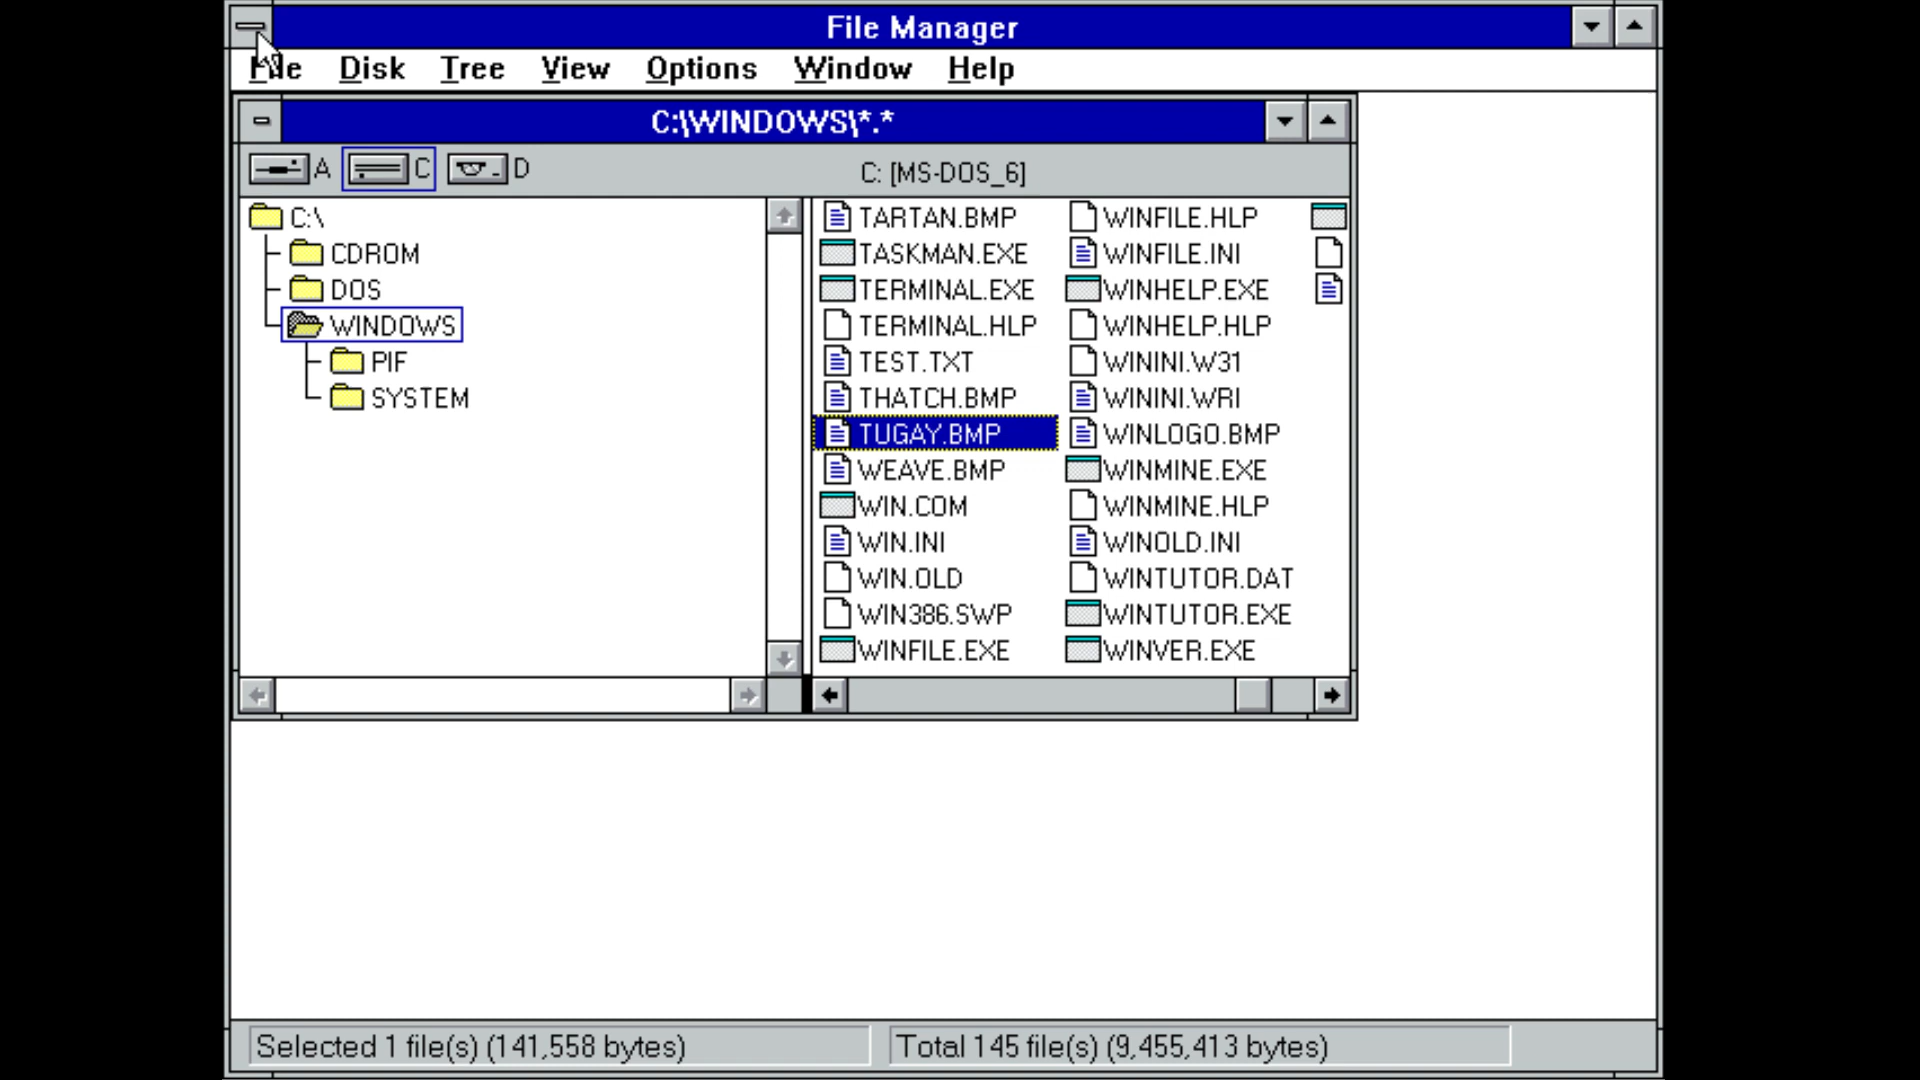 File Manager
File Disk Tree View Options Window Help
C:\WINDOWS\*.*
A C D C: [MS-DOS_6]
C:\
CDROM
DOS
WINDOWS
PIF
SYSTEM
TARTAN.BMP
TASKMAN.EXE
TERMINAL.EXE
TERMINAL.HLP
TEST.TXT
THATCH.BMP
TUGAY.BMP
WEAVE.BMP
WIN.COM
WIN.INI
WIN.OLD
WIN386.SWP
WINFILE.EXE
WINFILE.HLP
WINFILE.INI
WINHELP.EXE
WINHELP.HLP
WININI.W31
WININI.WRI
WINLOGO.BMP
WINMINE.EXE
WINMINE.HLP
WINOLD.INI
WINTUTOR.DAT
WINTUTOR.EXE
WINVER.EXE
Selected 1 file(s) (141,558 bytes)
Total 145 file(s) (9,455,413 bytes)